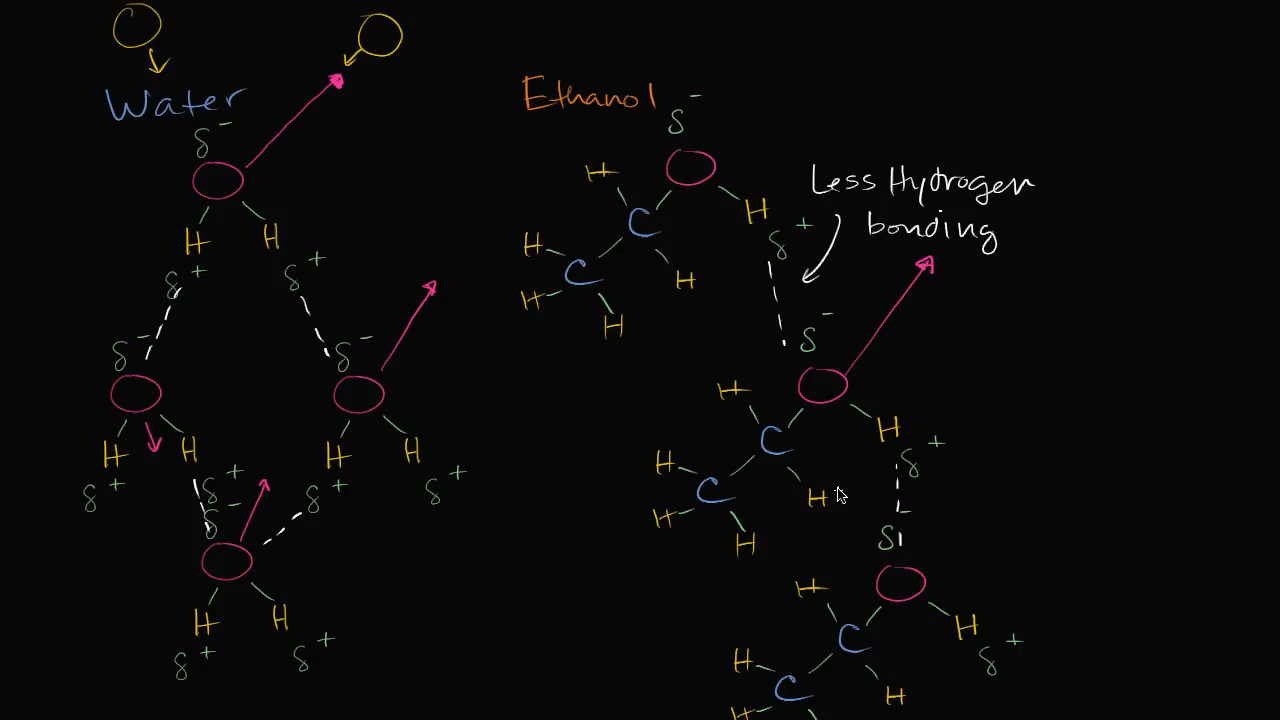 Water
δ⁻
H H
δ⁺ δ⁺
δ⁻ δ⁻
H H H H
δ⁺ δ⁺ δ⁺ δ⁺
δ⁻
H H
δ⁺ δ⁺
Ethanol
δ⁻
H
C H
δ⁺
H C H
H H
Less Hydrogen
bonding
δ⁻
H
C H
δ⁺
H C H
H H
δ⁻
H
C H
δ⁺
H C H
H